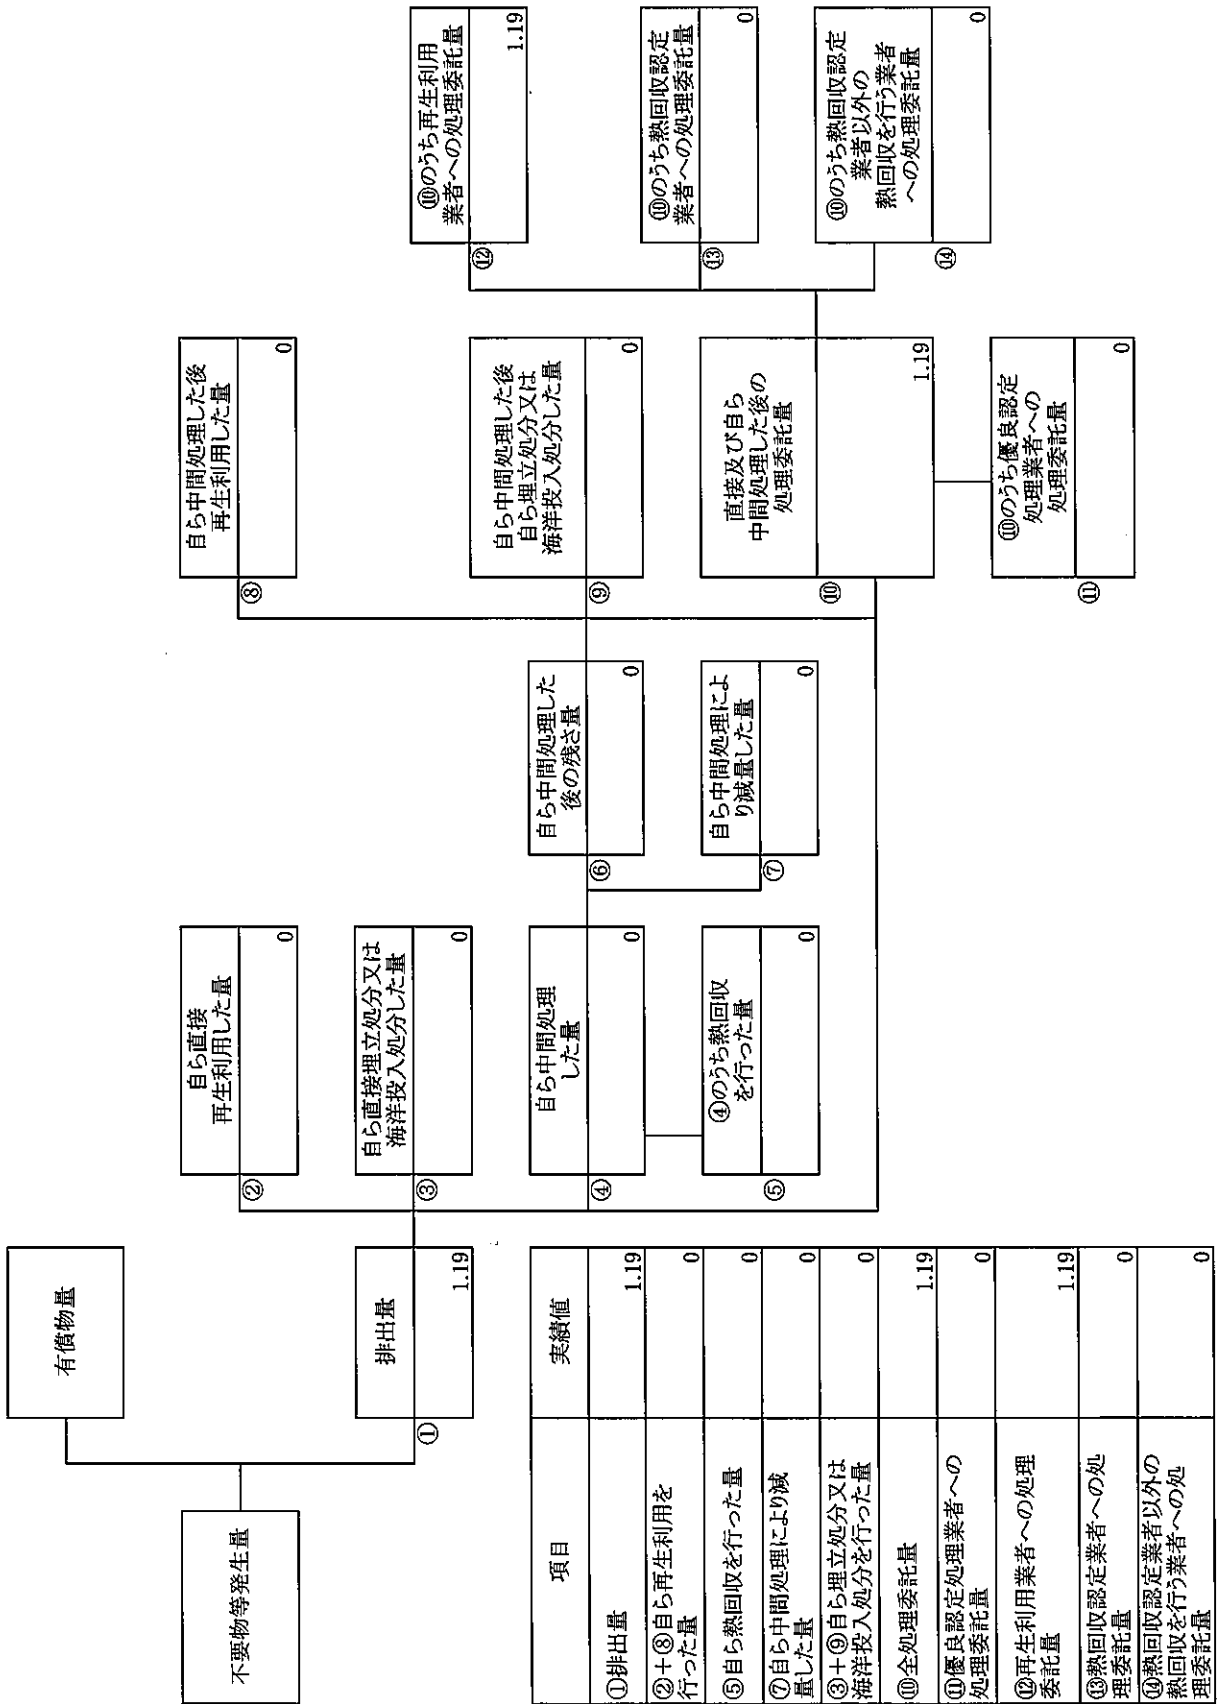 不要物等発生量
有償物量
①
排出量
1.19
②
自ら直接
再生利用した量
0
③
自ら直接埋立処分又は
海洋投入処分した量
0
④
自ら中間処理
した量
0
⑤
④のうち熱回収
を行った量
0
⑥
自ら中間処理した
後の残さ量
0
⑦
自ら中間処理によ
り減量した量
0
⑧
自ら中間処理した後
再生利用した量
0
⑨
自ら中間処理した後
自ら埋立処分又は
海洋投入処分した量
0
⑩
直接及び自ら
中間処理した後の
処理委託量
1.19
⑪
⑩のうち優良認定
処理業者への
処理委託量
0
⑫
⑩のうち再生利用
業者への処理委託量
1.19
⑬
⑩のうち熱回収認定
業者への処理委託量
0
⑭
⑩のうち熱回収認定
業者以外の
熱回収を行う業者
への処理委託量
0
項目 実績値
①排出量 1.19
②+⑧自ら再生利用を
行った量 0
⑤自ら熱回収を行った量 0
⑦自ら中間処理により減
量した量 0
③+⑨自ら埋立処分又は
海洋投入処分を行った量 0
⑩全処理委託量 1.19
⑪優良認定処理業者への
処理委託量 0
⑫再生利用業者への処理
委託量 1.19
⑬熱回収認定業者への処
理委託量 0
⑭熱回収認定業者以外の
熱回収を行う業者への処
理委託量 0